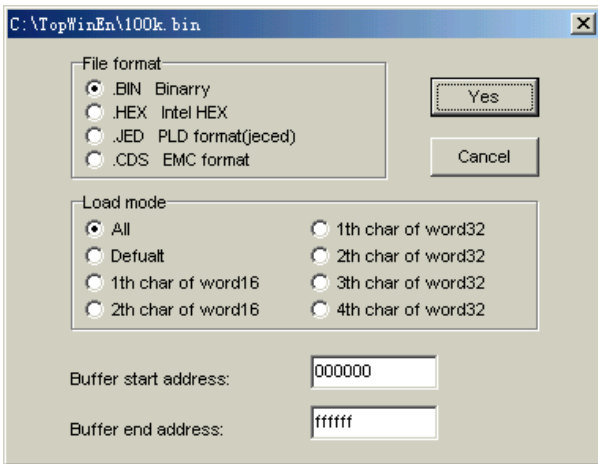 C:\TopWinEn\100k.bin
File format
.BIN Binarry
.HEX Intel HEX
.JED PLD format(jeced)
.CDS EMC format
Yes
Cancel
Load mode
All
Defualt
1th char of word16
2th char of word16
1th char of word32
2th char of word32
3th char of word32
4th char of word32
Buffer start address: 000000
Buffer end address: ffffff